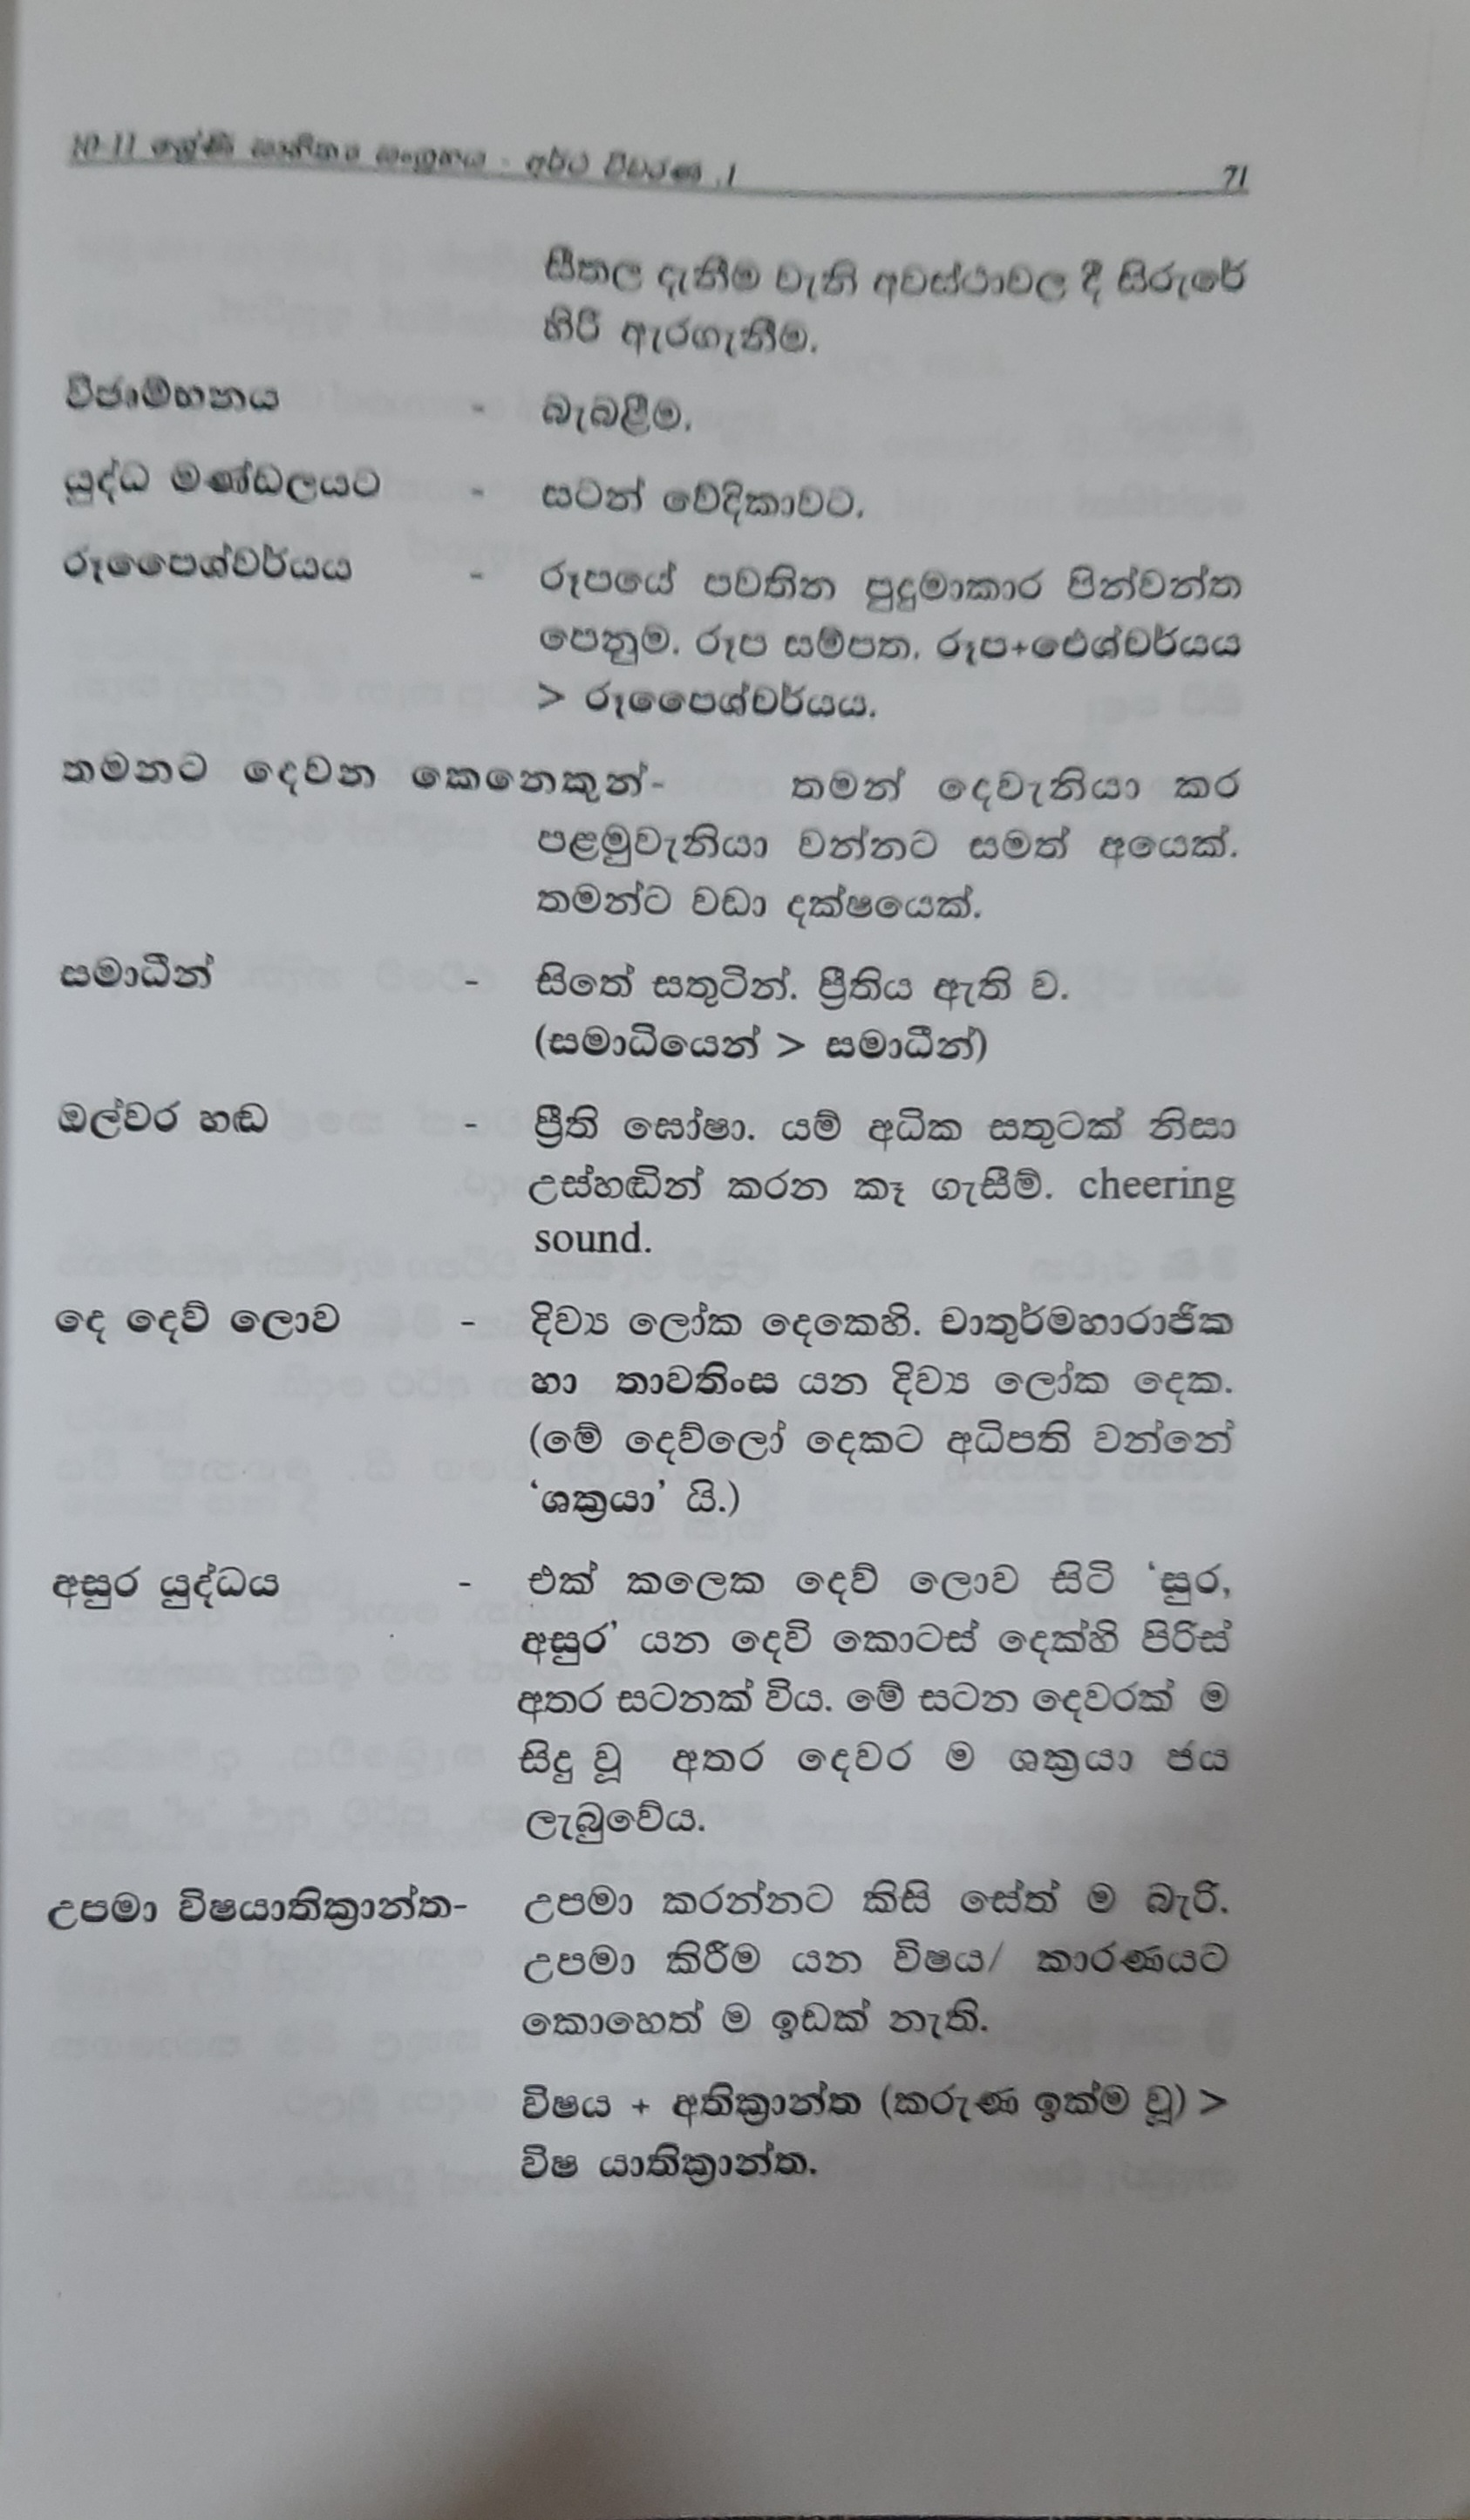 10-11 ශ්‍රේණි සාහිත්‍ය සංග්‍රහය - අර්ථ විවරණ .1 71
සීතල දැනීම වැනි අවස්ථාවල දී සිරුරේ
හිරි ඇරගැනීම.
විජෘම්භනය - බැබළීම.
යුද්ධ මණ්ඩලයට - සටන් වේදිකාවට.
රූපෛශ්වර්යය - රූපයේ පවතින පුදුමාකාර පින්වන්ත
පෙනුම. රූප සම්පත. රූප+ඓශ්වර්යය
> රූපෛශ්වර්යය.
තමනට දෙවන කෙනෙකුන්- තමන් දෙවැනියා කර
පළමුවැනියා වන්නට සමත් අයෙක්.
තමන්ට වඩා දක්ෂයෙක්.
සමාධීන් - සිතේ සතුටින්. ප්‍රීතිය ඇති ව.
(සමාධියෙන් > සමාධීන්)
ඔල්වර හඬ - ප්‍රීති ඝෝෂා. යම් අධික සතුටක් නිසා
උස්හඬින් කරන කෑ ගැසීම්. cheering
sound.
දෙ දෙව් ලොව - දිව්‍ය ලෝක දෙකෙහි. චාතුර්මහාරාජික
හා තාවතිංස යන දිව්‍ය ලෝක දෙක.
(මේ දෙව්ලෝ දෙකට අධිපති වන්නේ
‘ශක්‍රයා’ යි.)
අසුර යුද්ධය - එක් කලෙක දෙව් ලොව සිටි ‘සුර,
අසුර’ යන දෙවි කොටස් දෙක්හි පිරිස්
අතර සටනක් විය. මේ සටන දෙවරක් ම
සිදු වූ අතර දෙවර ම ශක්‍රයා ජය
ලැබුවේය.
උපමා විෂයාතික්‍රාන්ත- උපමා කරන්නට කිසි සේත් ම බැරි.
උපමා කිරීම යන විෂය/ කාරණයට
කොහෙත් ම ඉඩක් නැති.
විෂය + අතික්‍රාන්ත (කරුණ ඉක්ම වූ) >
විෂ යාතික්‍රාන්ත.